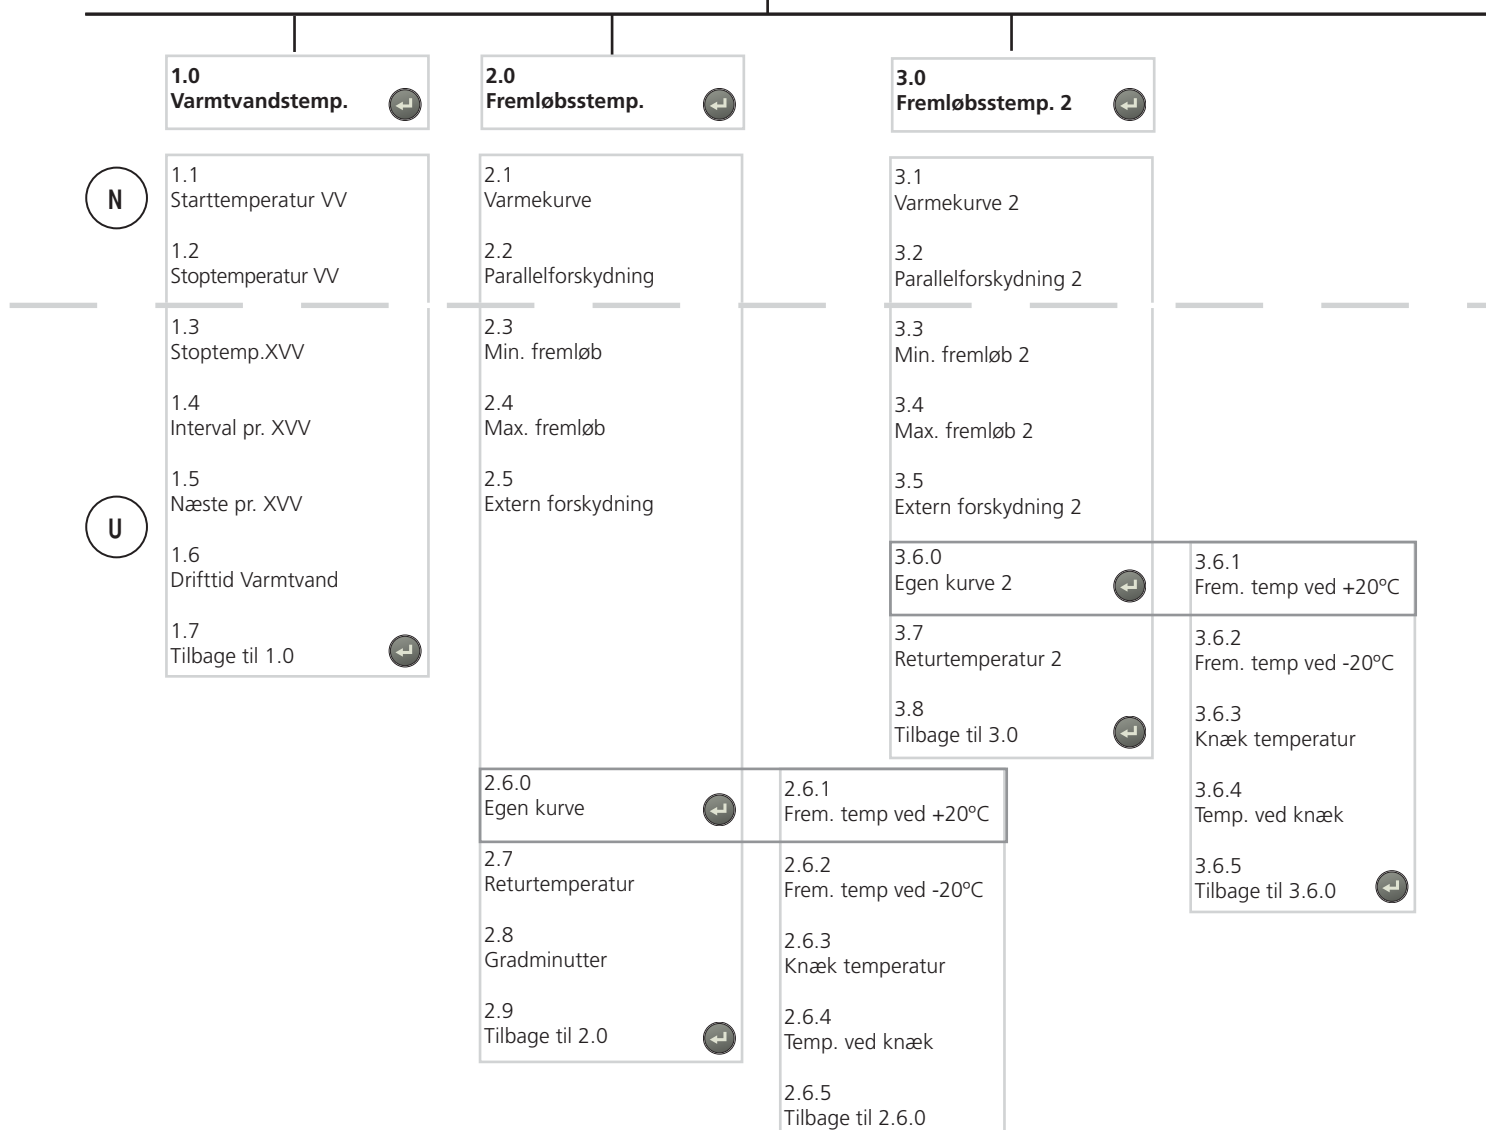 1.0
Varmtvandstemp.
2.0
Fremløbsstemp.
3.0
Fremløbsstemp. 2
N
U
1.1
Starttemperatur VV
1.2
Stoptemperatur VV
1.3
Stoptemp.XVV
1.4
Interval pr. XVV
1.5
Næste pr. XVV
1.6
Drifttid Varmtvand
1.7
Tilbage til 1.0
2.1
Varmekurve
2.2
Parallelforskydning
2.3
Min. fremløb
2.4
Max. fremløb
2.5
Extern forskydning
2.6.0
Egen kurve
2.7
Returtemperatur
2.8
Gradminutter
2.9
Tilbage til 2.0
2.6.1
Frem. temp ved +20ºC
2.6.2
Frem. temp ved -20ºC
2.6.3
Knæk temperatur
2.6.4
Temp. ved knæk
2.6.5
Tilbage til 2.6.0
3.1
Varmekurve 2
3.2
Parallelforskydning 2
3.3
Min. fremløb 2
3.4
Max. fremløb 2
3.5
Extern forskydning 2
3.6.0
Egen kurve 2
3.7
Returtemperatur 2
3.8
Tilbage til 3.0
3.6.1
Frem. temp ved +20ºC
3.6.2
Frem. temp ved -20ºC
3.6.3
Knæk temperatur
3.6.4
Temp. ved knæk
3.6.5
Tilbage til 3.6.0